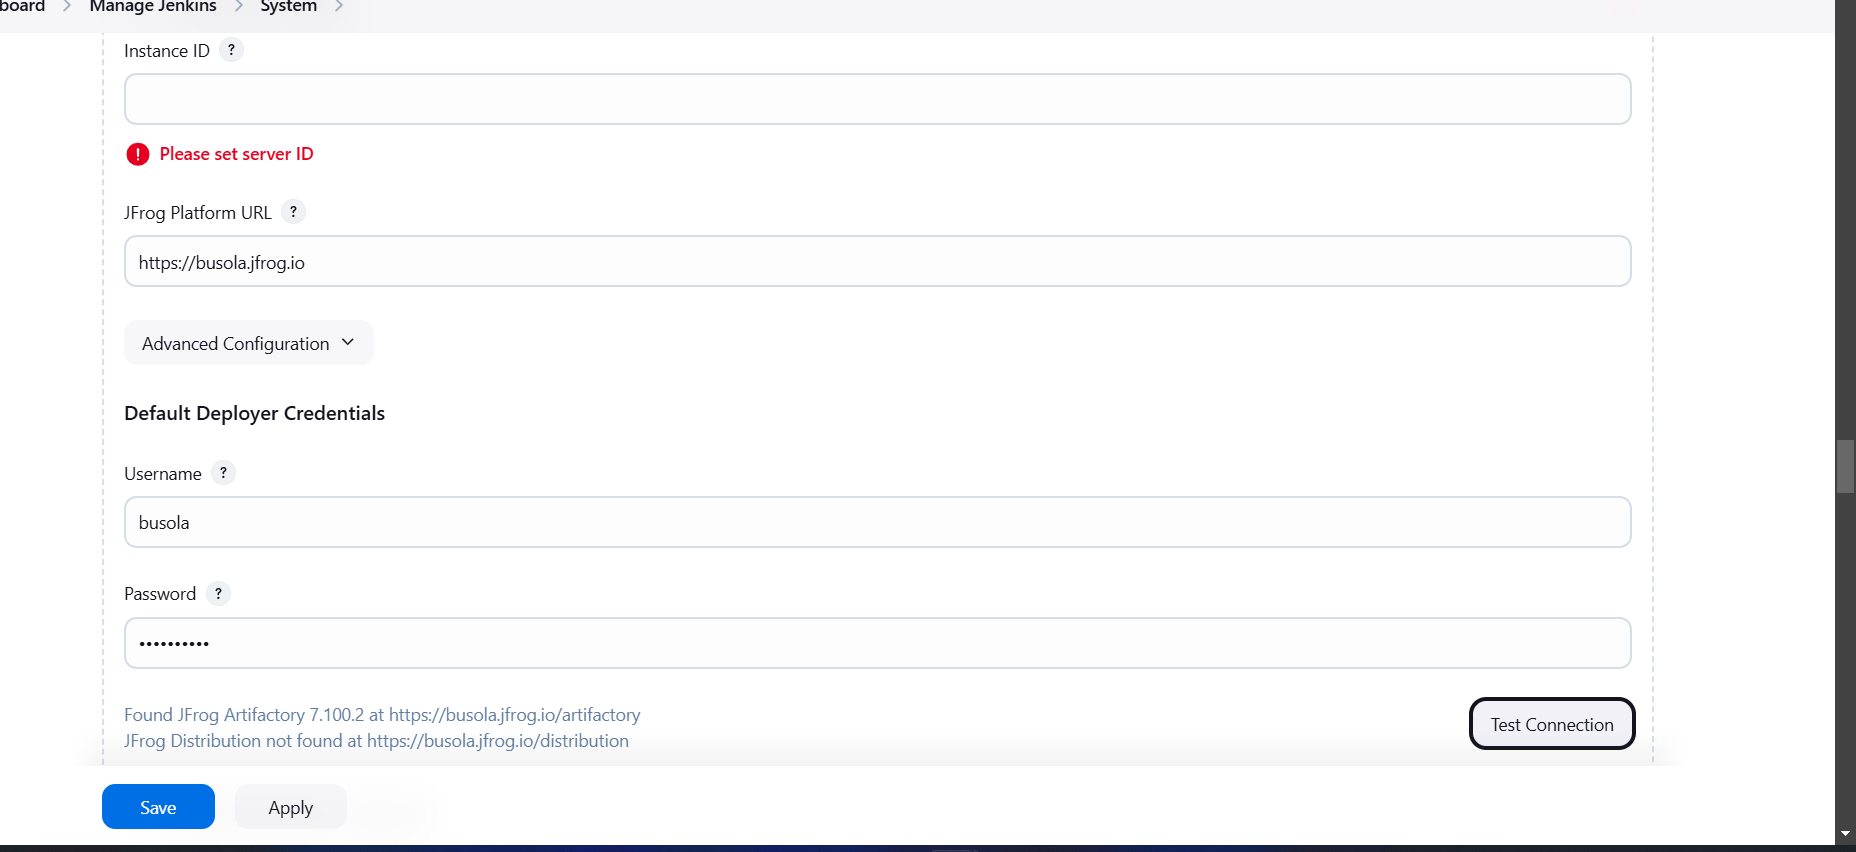 board > Manage Jenkins > System >
Instance ID ?
! Please set server ID
JFrog Platform URL ?
https://busola.jfrog.io
Advanced Configuration
Default Deployer Credentials
Username ?
busola
Password ?
••••••••••
Found JFrog Artifactory 7.100.2 at https://busola.jfrog.io/artifactory
JFrog Distribution not found at https://busola.jfrog.io/distribution
Test Connection
Save Apply